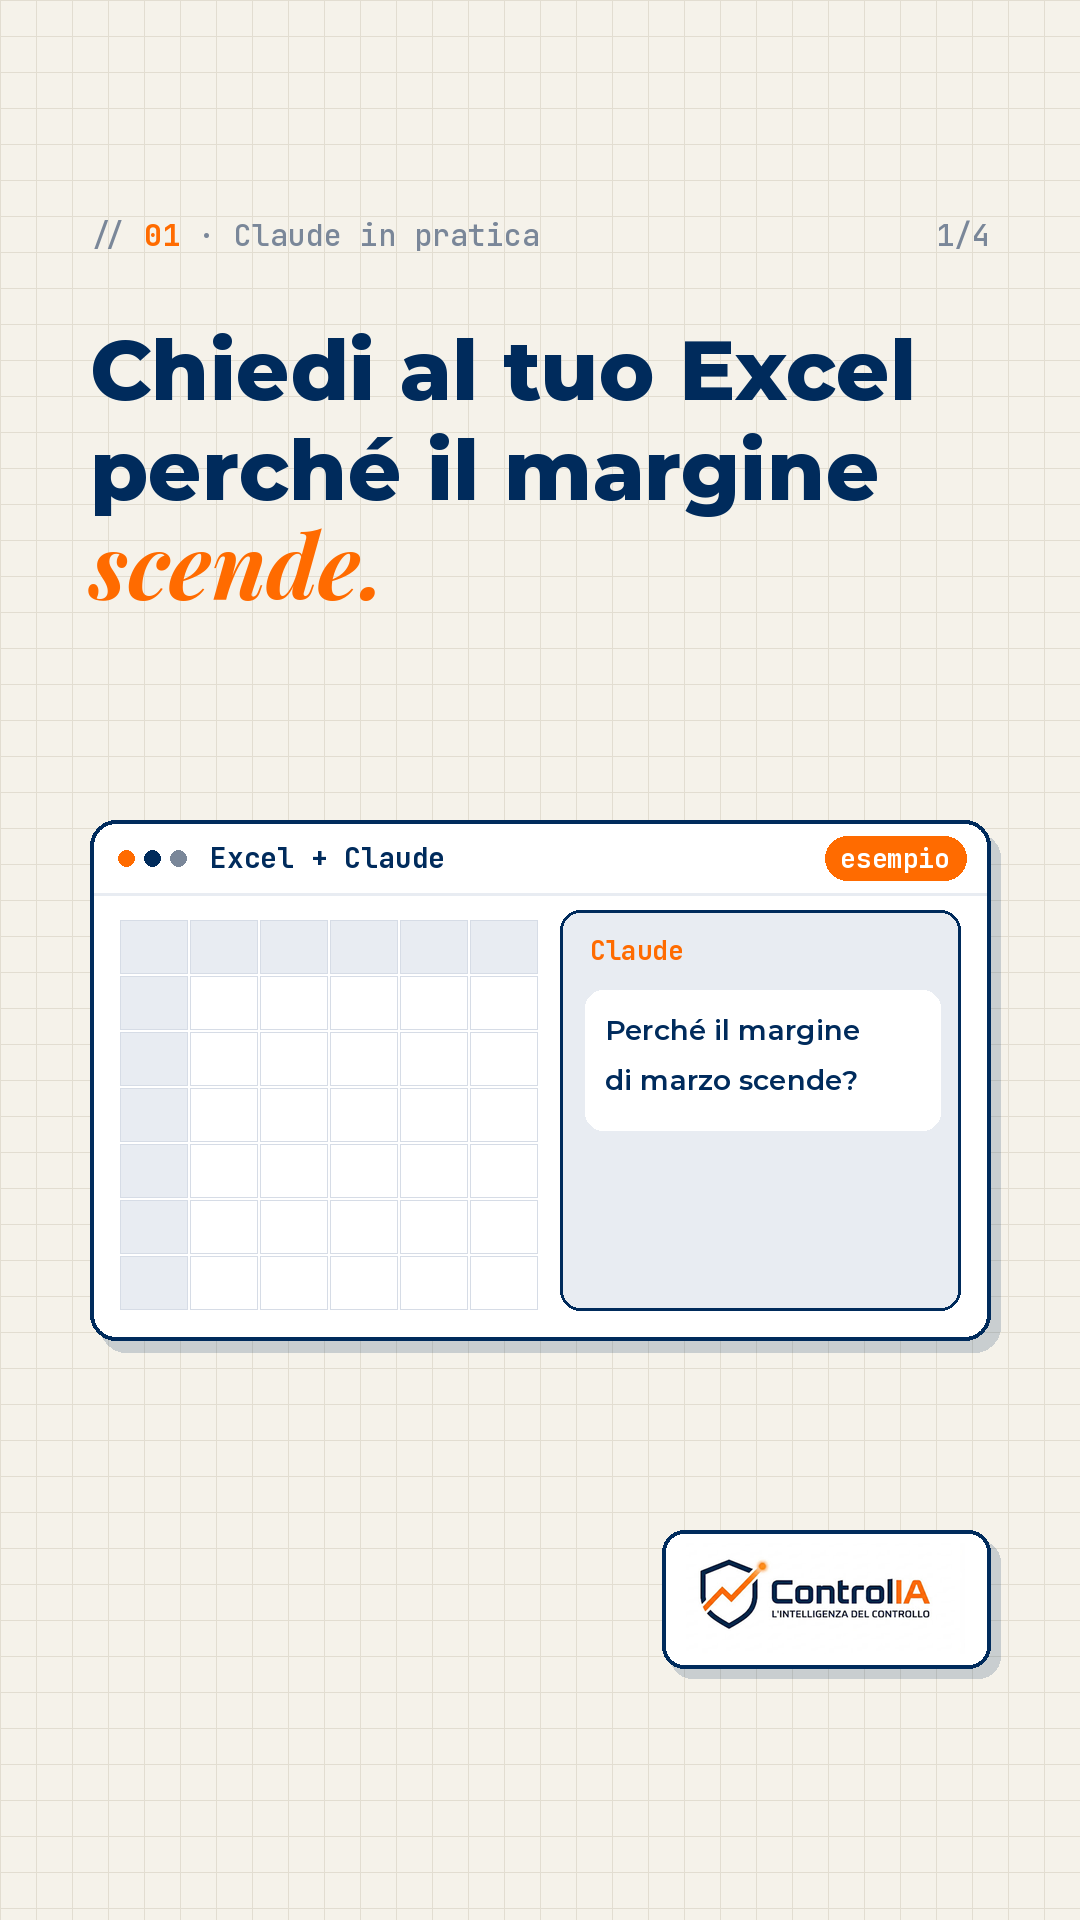 // 01 · Claude in pratica
1/4
Chiedi al tuo Excel
perché il margine
scende.
Excel + Claude
esempio
Claude
Perché il margine
di marzo scende?
ControlIA
L'INTELLIGENZA DEL CONTROLLO